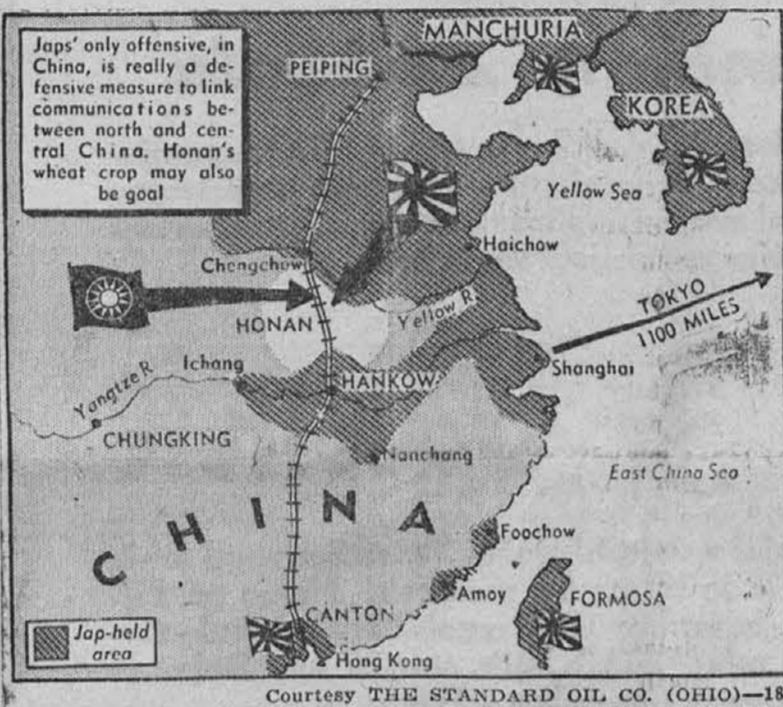 Japs' only offensive, in
China, is really a de-
fensive measure to link
communications be-
tween north and cen-
tral China. Honan's
wheat crop may also
be goal
MANCHURIA
PEIPING
KOREA
Yellow Sea
Haichow
Chengchow
TOKYO
1100 MILES
Yellow R.
HONAN
Shanghai
Ichang
HANKOW
Yangtze R.
CHUNGKING
Nanchang
East China Sea
CHINA
Foochow
Amoy
FORMOSA
CANTON
Jap-held
area
Hong Kong
Courtesy THE STANDARD OIL CO. (OHIO)—18